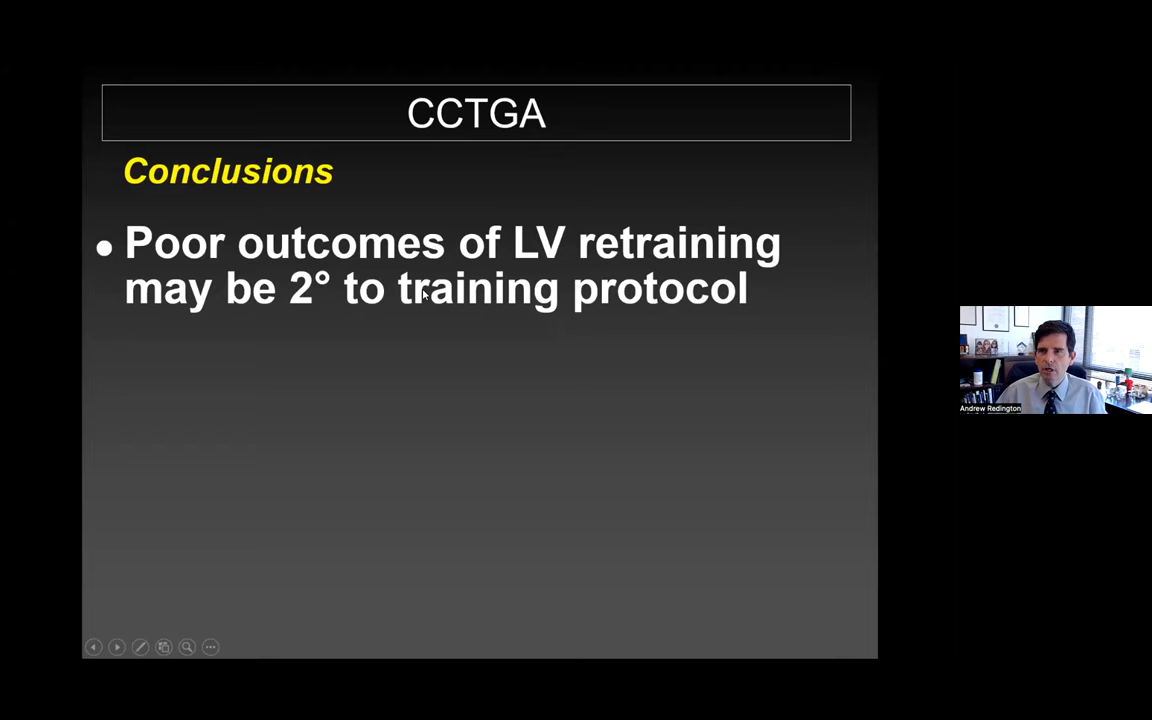 CCTGA
Conclusions
• Poor outcomes of LV retraining
may be 2° to training protocol
Andrew Redington